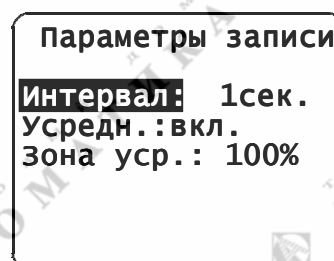 Параметры записи
Интервал: 1сек.
Усредн.:вкл.
Зона уср.: 100%